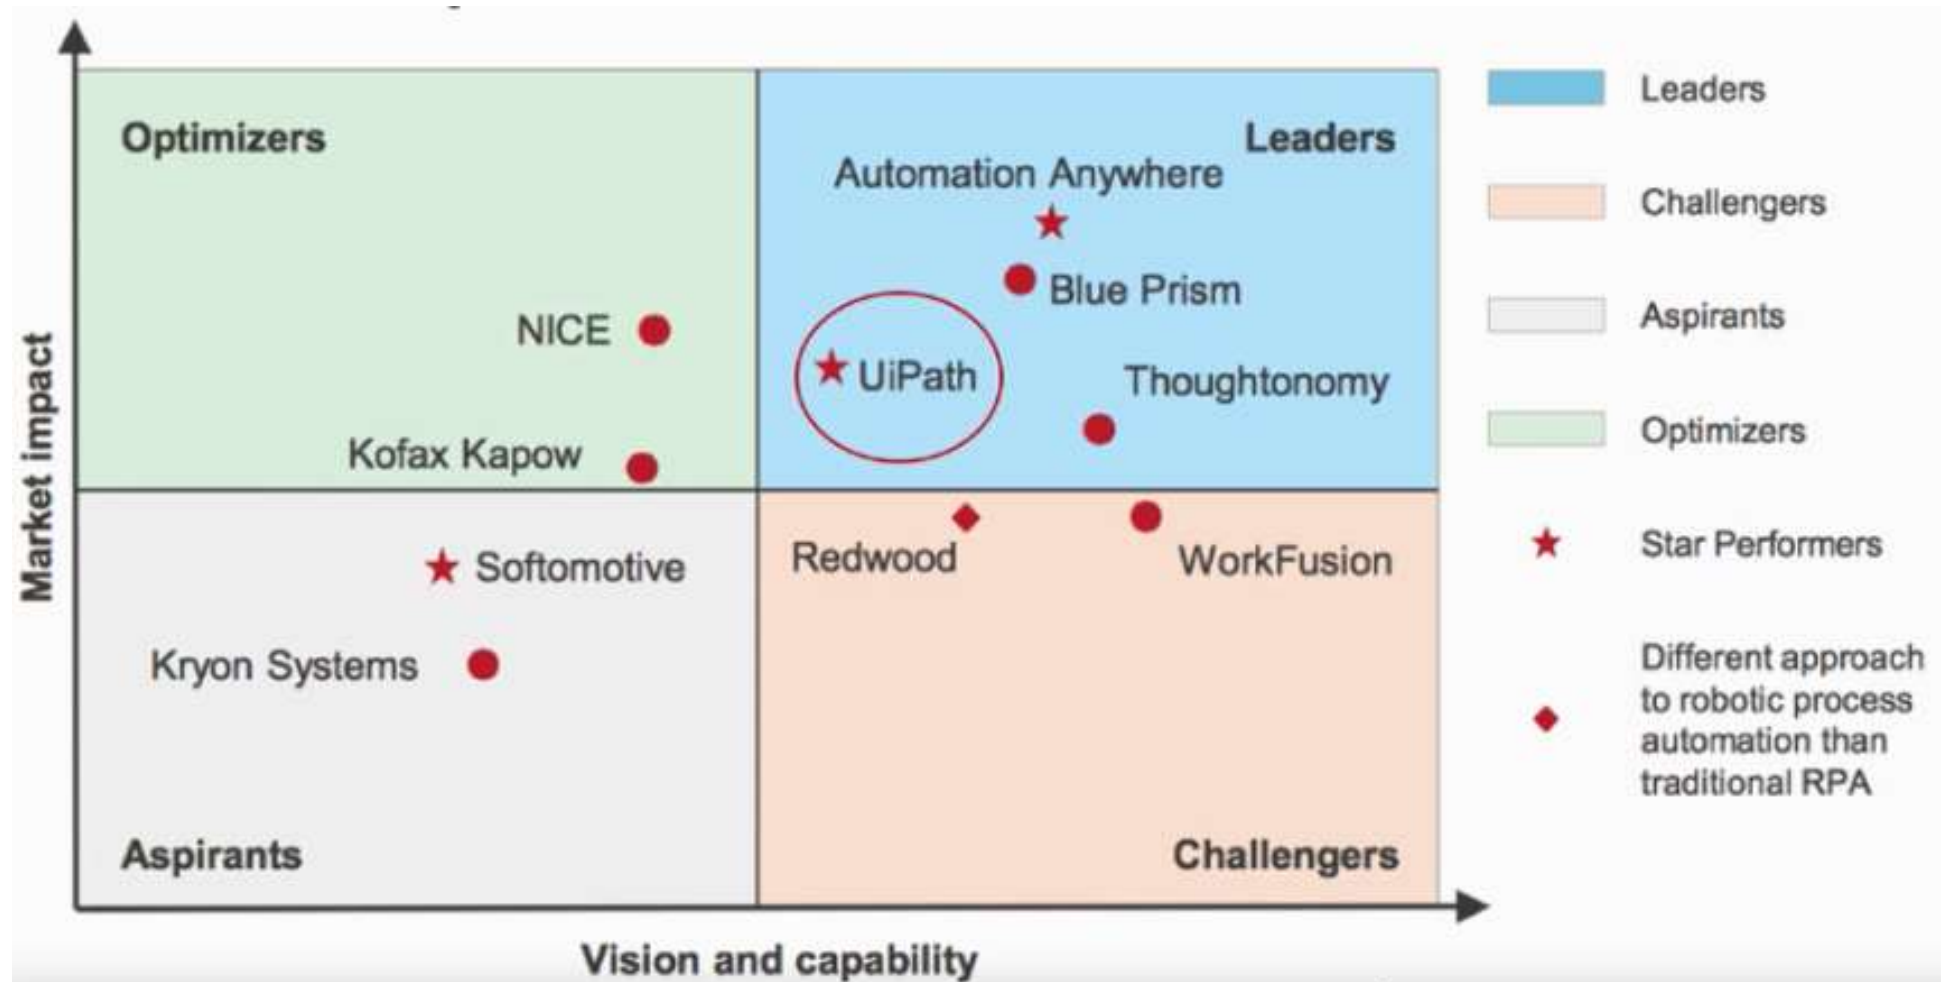 Optimizers
Leaders
Automation Anywhere
Blue Prism
NICE
UiPath
Thoughtonomy
Kofax Kapow
Softomotive
Redwood
WorkFusion
Kryon Systems
Aspirants
Challengers
Market impact
Vision and capability
Leaders
Challengers
Aspirants
Optimizers
Star Performers
Different approach
to robotic process
automation than
traditional RPA